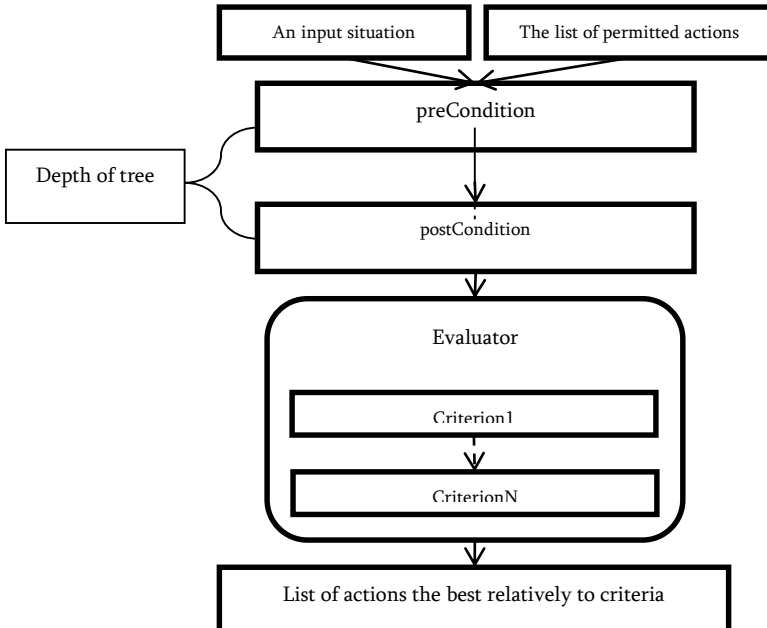 An input situation
The list of permitted actions
preCondition
Depth of tree
postCondition
Evaluator
Criterion1
CriterionN
List of actions the best relatively to criteria